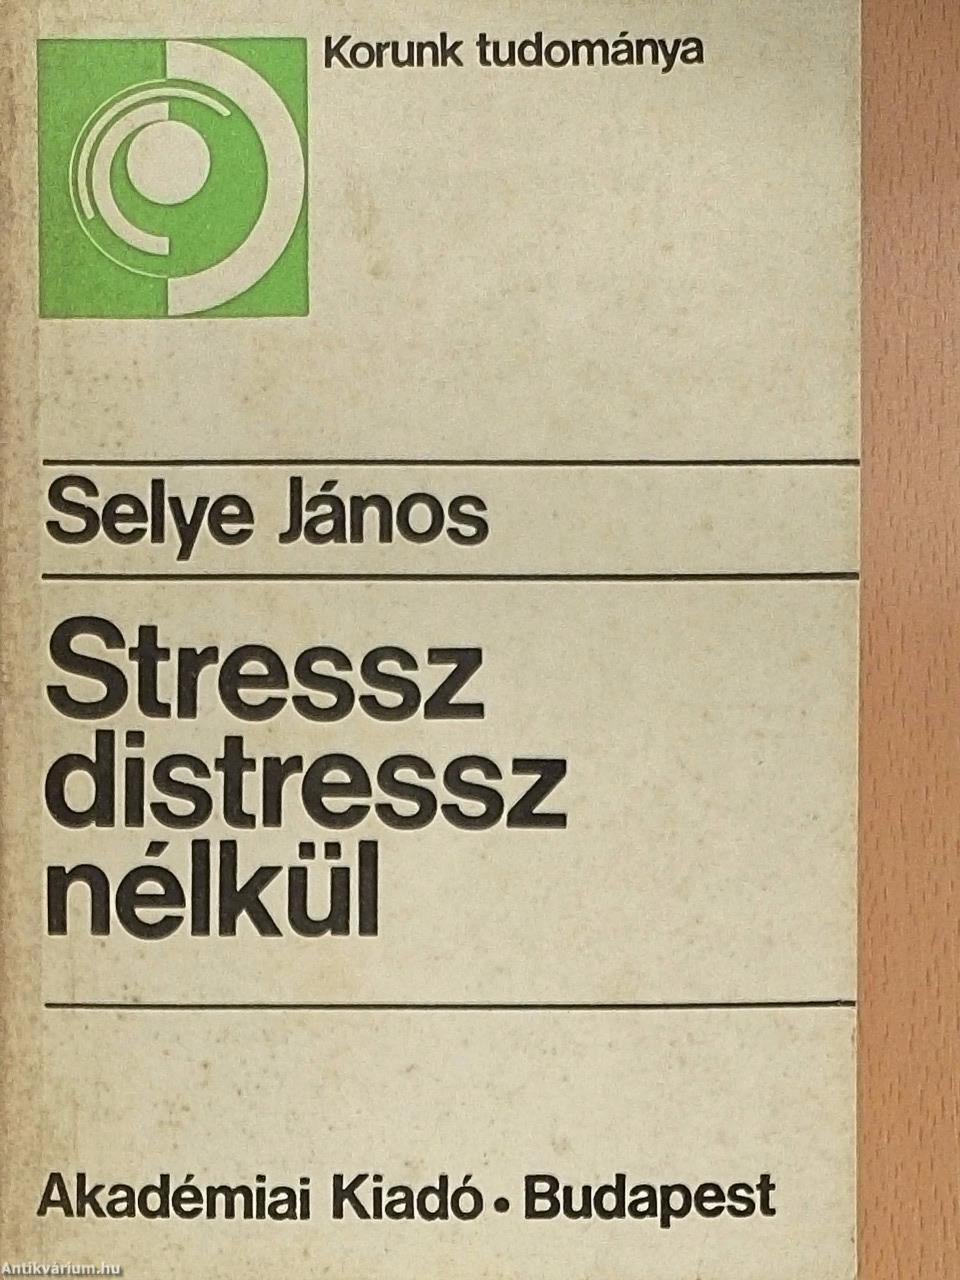 Korunk tudománya
Selye János
Stressz
distressz
nélkül
Akadémiai Kiadó • Budapest
Antikvárium.hu